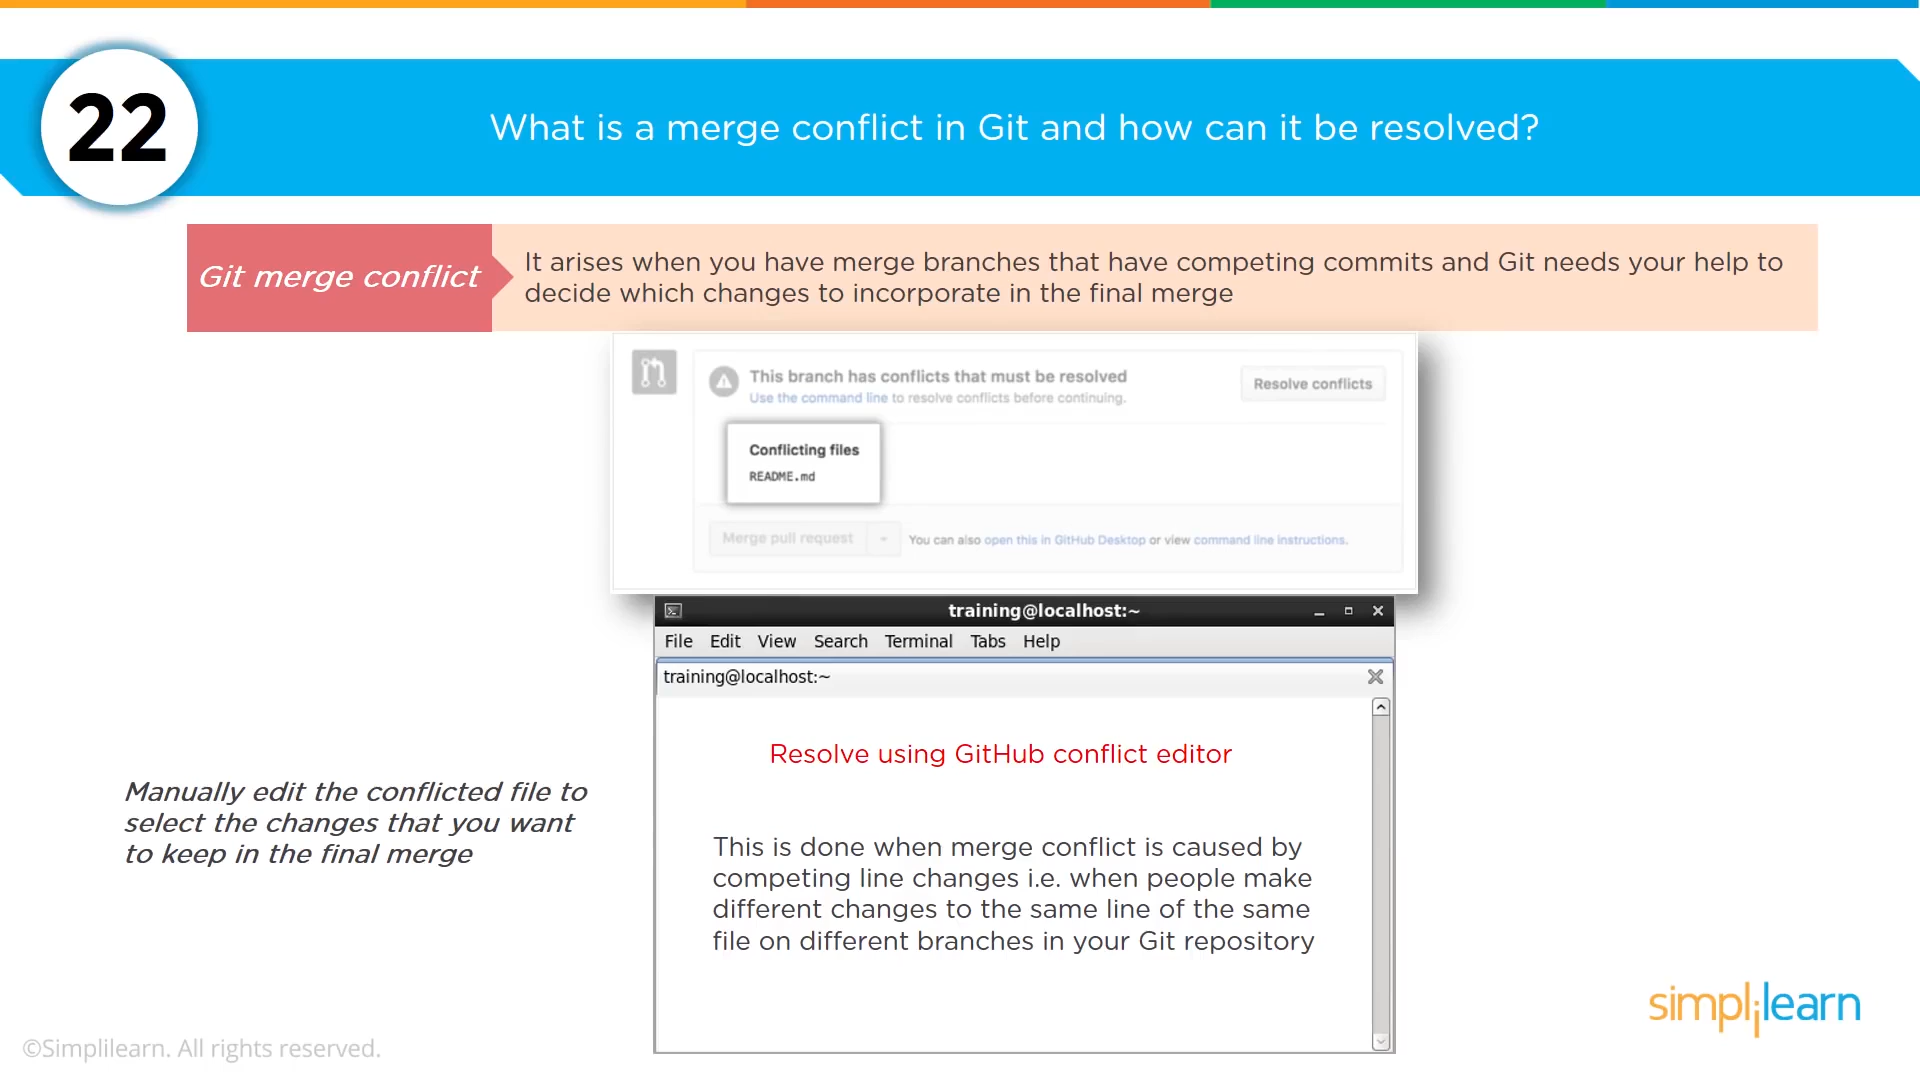 22
What is a merge conflict in Git and how can it be resolved?
Git merge conflict
It arises when you have merge branches that have competing commits and Git needs your help to
decide which changes to incorporate in the final merge
This branch has conflicts that must be resolved
Use the command line to resolve conflicts before continuing.
Resolve conflicts
Conflicting files
README.md
Merge pull request
You can also open this in GitHub Desktop or view command line instructions.
training@localhost:~
File Edit View Search Terminal Tabs Help
training@localhost:~
Resolve using GitHub conflict editor
Manually edit the conflicted file to
select the changes that you want
to keep in the final merge
This is done when merge conflict is caused by
competing line changes i.e. when people make
different changes to the same line of the same
file on different branches in your Git repository
simplilearn
©Simplilearn. All rights reserved.